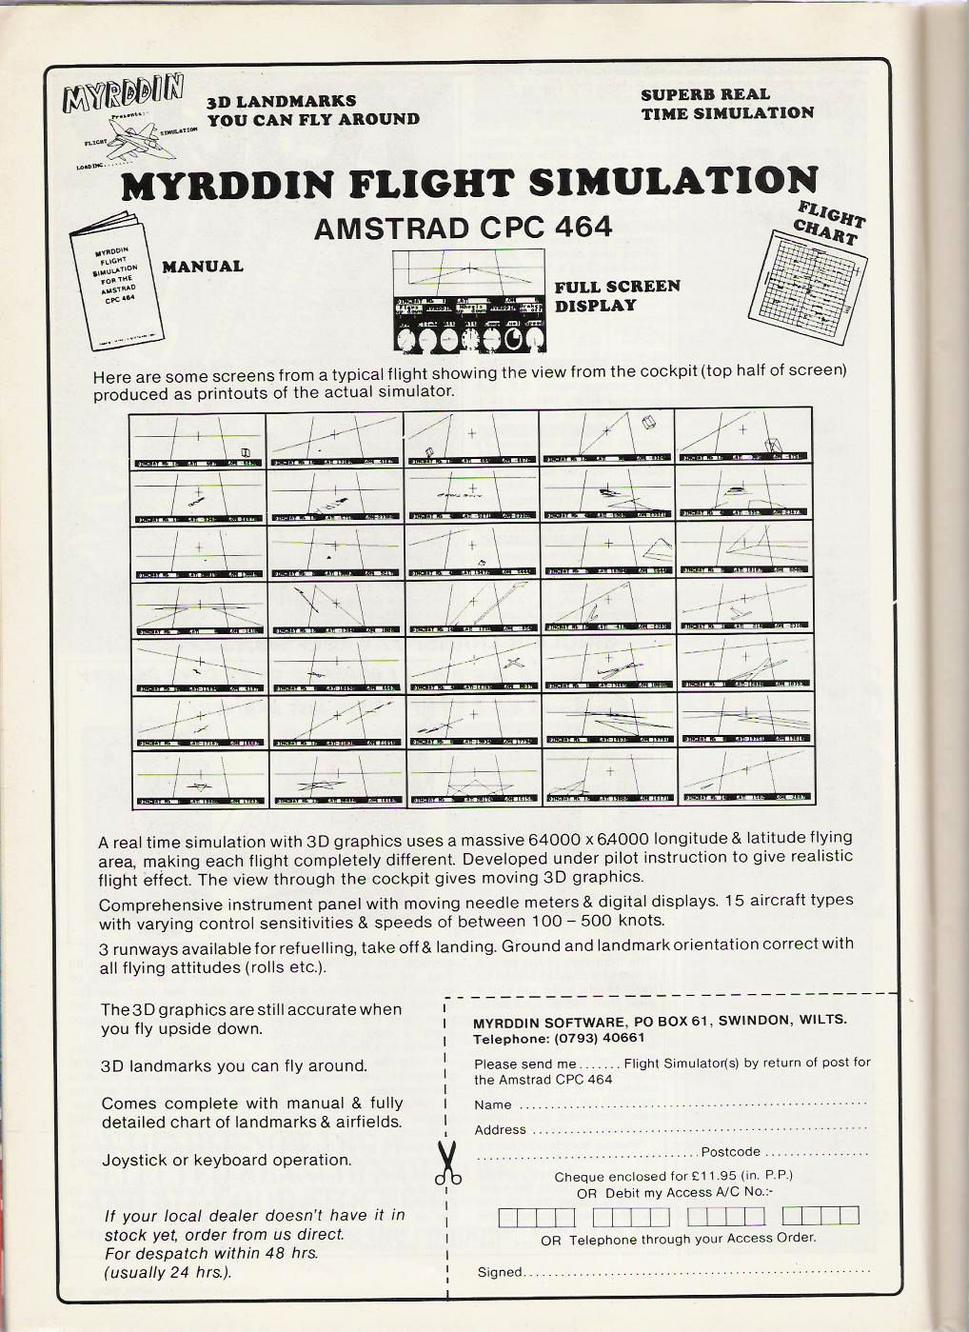 MYRDDIN
Presents:-
FLIGHT SIMULATION
LOADING........
3D LANDMARKS
YOU CAN FLY AROUND
SUPERB REAL
TIME SIMULATION
MYRDDIN FLIGHT SIMULATION
AMSTRAD CPC 464
MYRDDIN
FLIGHT
SIMULATION
FOR THE
AMSTRAD
CPC 464
MANUAL
FULL SCREEN
DISPLAY
FLIGHT
CHART
Here are some screens from a typical flight showing the view from the cockpit (top half of screen)
produced as printouts of the actual simulator.
A real time simulation with 3D graphics uses a massive 64000 x 64000 longitude & latitude flying
area, making each flight completely different. Developed under pilot instruction to give realistic
flight effect. The view through the cockpit gives moving 3D graphics.
Comprehensive instrument panel with moving needle meters & digital displays. 15 aircraft types
with varying control sensitivities & speeds of between 100 – 500 knots.
3 runways available for refuelling, take off & landing. Ground and landmark orientation correct with
all flying attitudes (rolls etc.).
The 3D graphics are still accurate when
you fly upside down.
3D landmarks you can fly around.
Comes complete with manual & fully
detailed chart of landmarks & airfields.
Joystick or keyboard operation.
If your local dealer doesn't have it in
stock yet, order from us direct.
For despatch within 48 hrs.
(usually 24 hrs.).
MYRDDIN SOFTWARE, PO BOX 61, SWINDON, WILTS.
Telephone: (0793) 40661
Please send me ....... Flight Simulator(s) by return of post for
the Amstrad CPC 464
Name
Address
Postcode
Cheque enclosed for £11.95 (in. P.P.)
OR Debit my Access A/C No.:-
OR Telephone through your Access Order.
Signed